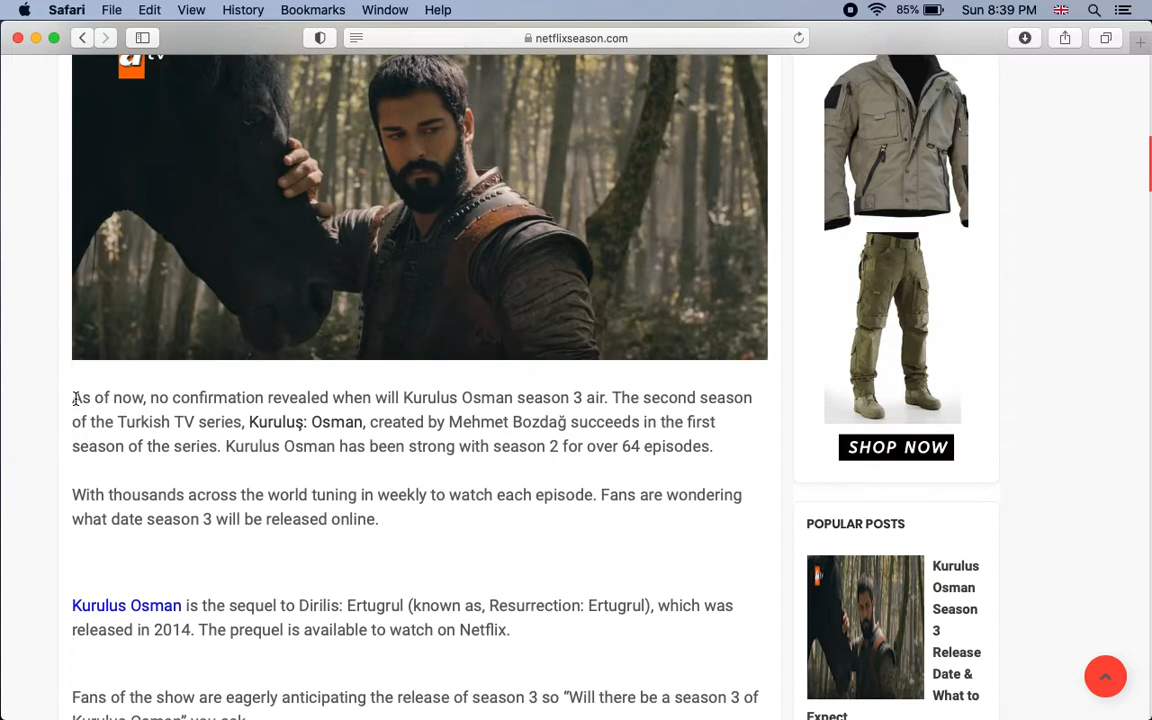 Safari File Edit View History Bookmarks Window Help 85% Sun 8:39 PM
netflixseason.com
a tv
As of now, no confirmation revealed when will Kurulus Osman season 3 air. The second season
of the Turkish TV series, Kuruluş: Osman, created by Mehmet Bozdağ succeeds in the first
season of the series. Kurulus Osman has been strong with season 2 for over 64 episodes.
With thousands across the world tuning in weekly to watch each episode. Fans are wondering
what date season 3 will be released online.
Kurulus Osman is the sequel to Dirilis: Ertugrul (known as, Resurrection: Ertugrul), which was
released in 2014. The prequel is available to watch on Netflix.
Fans of the show are eagerly anticipating the release of season 3 so “Will there be a season 3 of
Kurulus Osman” you ask
SHOP NOW
POPULAR POSTS
Kurulus
Osman
Season
3
Release
Date &
What to
Expect